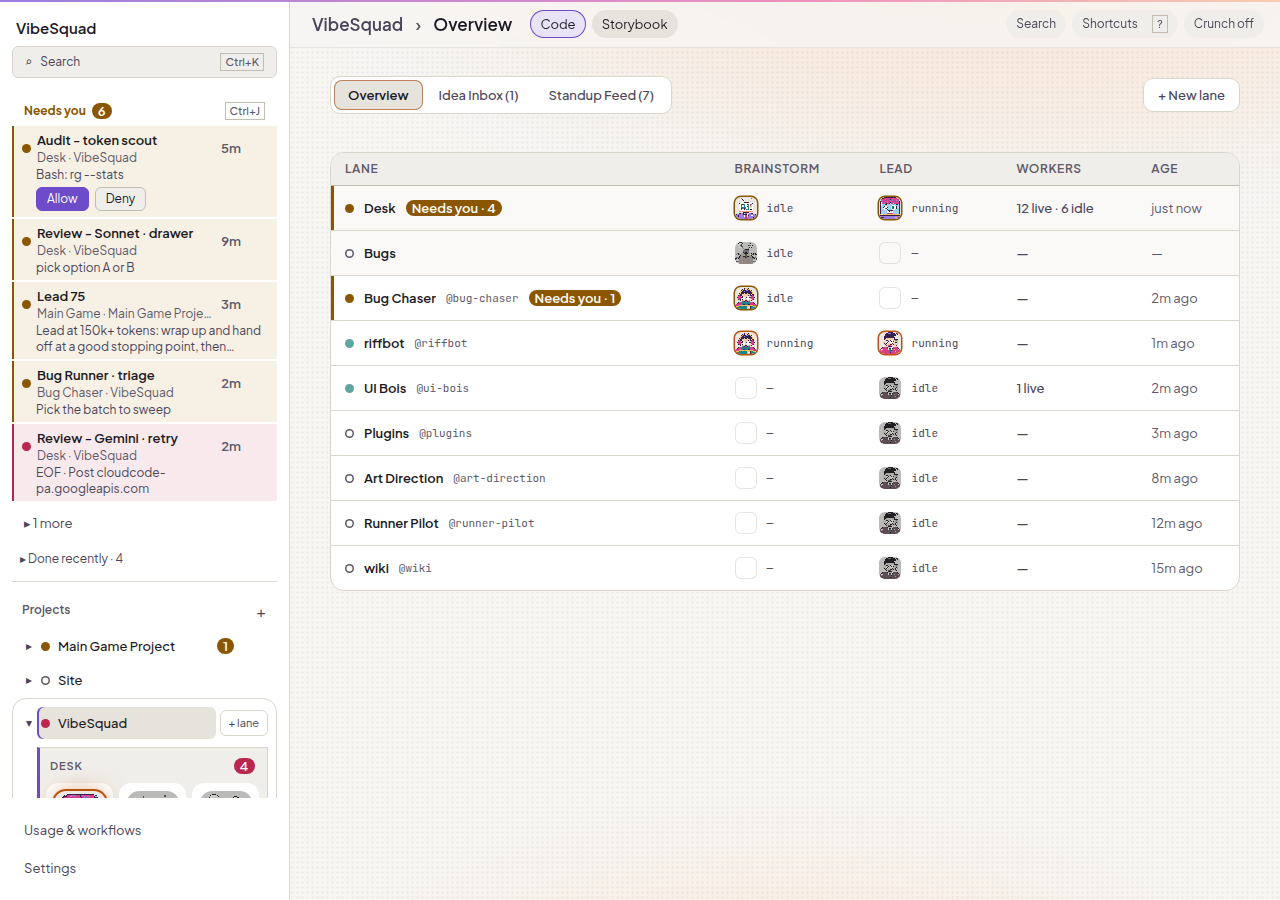 VibeSquad
Search Ctrl+K
Needs you 6 Ctrl+J
Audit – token scout 5m
Desk · VibeSquad
Bash: rg --stats
Allow Deny
Review – Sonnet · drawer 9m
Desk · VibeSquad
pick option A or B
Lead 75 3m
Main Game · Main Game Proje…
Lead at 150k+ tokens: wrap up and hand
off at a good stopping point, then…
Bug Runner · triage 2m
Bug Chaser · VibeSquad
Pick the batch to sweep
Review – Gemini · retry 2m
Desk · VibeSquad
EOF · Post cloudcode-
pa.googleapis.com
▸ 1 more
▸ Done recently · 4
Projects +
▸ Main Game Project 1
▸ Site
▾ VibeSquad + lane
DESK 4
Usage & workflows
Settings
VibeSquad › Overview Code Storybook Search Shortcuts ? Crunch off
Overview Idea Inbox (1) Standup Feed (7) + New lane
LANE BRAINSTORM LEAD WORKERS AGE
Desk Needs you · 4 idle running 12 live · 6 idle just now
Bugs idle – — —
Bug Chaser @bug-chaser Needs you · 1 idle – — 2m ago
riffbot @riffbot running running — 1m ago
UI Bois @ui-bois – idle 1 live 2m ago
Plugins @plugins – idle — 3m ago
Art Direction @art-direction – idle — 8m ago
Runner Pilot @runner-pilot – idle — 12m ago
wiki @wiki – idle — 15m ago